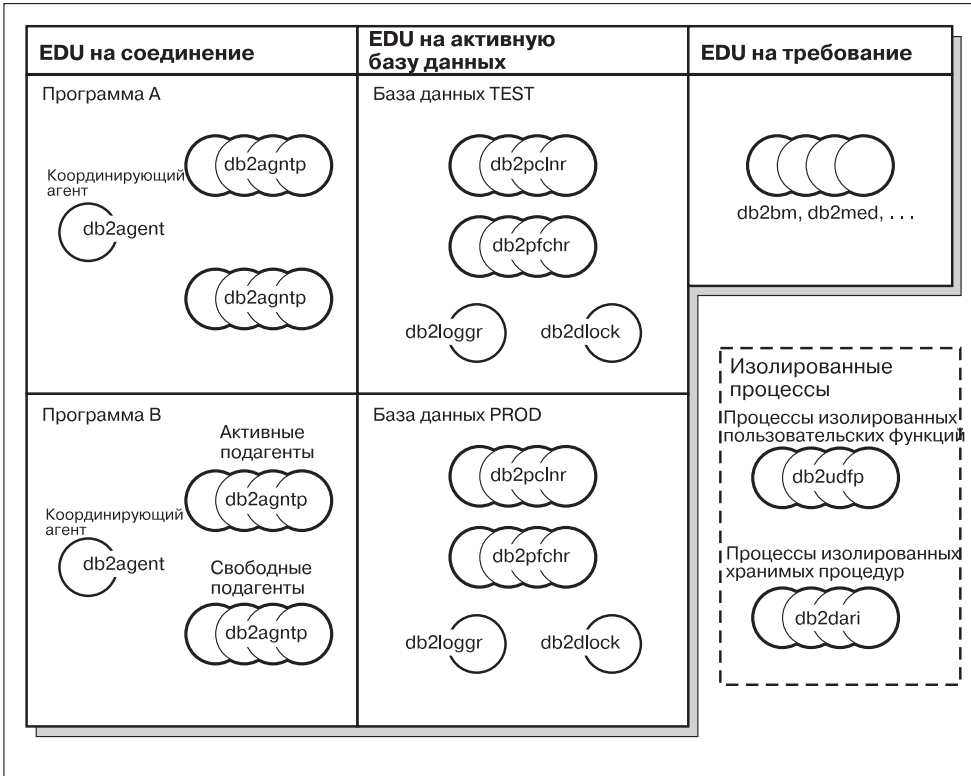 EDU на соединение
EDU на активную
базу данных
EDU на требование
Программа A
Координирующий
агент
db2agent
db2agntp
db2agntp
База данных TEST
db2pclnr
db2pfchr
db2loggr
db2dlock
db2bm, db2med, . . .
Программа B
Координирующий
агент
db2agent
Активные
подагенты
db2agntp
Свободные
подагенты
db2agntp
База данных PROD
db2pclnr
db2pfchr
db2loggr
db2dlock
Изолированные
процессы
Процессы изолированных
пользовательских функций
db2udfp
Процессы изолированных
хранимых процедур
db2dari